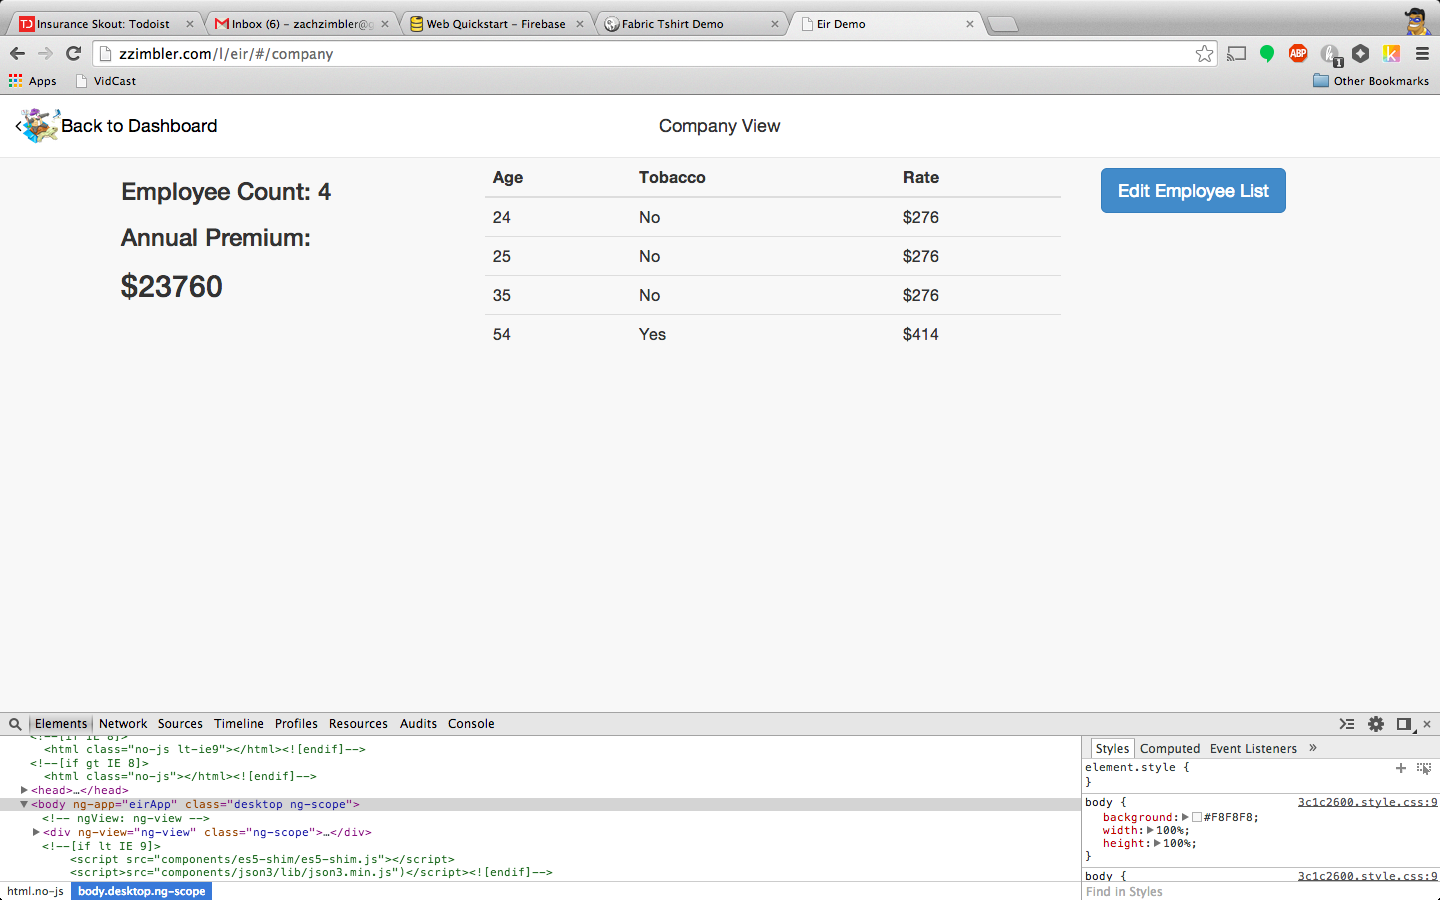 Insurance Skout: Todoist
Inbox (6) – zachzimbler@g
Web Quickstart – Firebase
Fabric Tshirt Demo
Eir Demo
zzimbler.com/l/eir/#/company
ABP
1
Apps
VidCast
Other Bookmarks
Back to Dashboard
Company View
Employee Count: 4
Annual Premium:
$23760
Age Tobacco Rate
24 No $276
25 No $276
35 No $276
54 Yes $414
Edit Employee List
Elements Network Sources Timeline Profiles Resources Audits Console
<!--[if IE 8]>
<html class="no-js lt-ie9"></html><![endif]-->
<!--[if gt IE 8]>
<html class="no-js"></html><![endif]-->
<head>…</head>
<body ng-app="eirApp" class="desktop ng-scope">
<!-- ngView: ng-view -->
<div ng-view="ng-view" class="ng-scope">…</div>
<!--[if lt IE 9]>
<script src="components/es5-shim/es5-shim.js"></script>
<script>src="components/json3/lib/json3.min.js")</script><![endif]-->
html.no-js body.desktop.ng-scope
Styles Computed Event Listeners »
element.style {
}
body { 3c1c2600.style.css:9
background: #F8F8F8;
width: 100%;
height: 100%;
}
body { 3c1c2600.style.css:9
Find in Styles